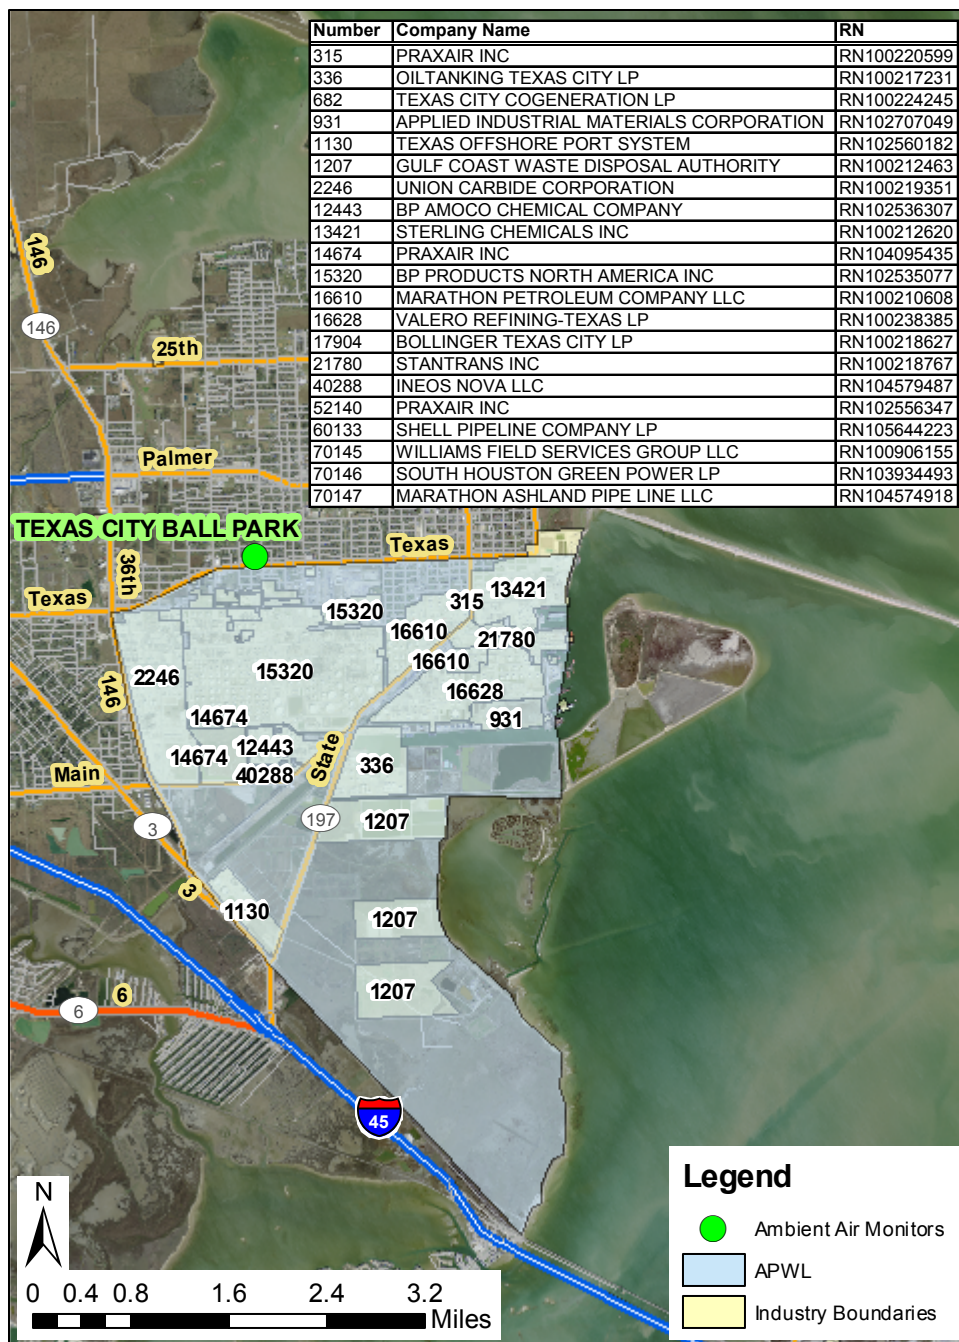 Number Company Name RN
315 PRAXAIR INC RN100220599
336 OILTANKING TEXAS CITY LP RN100217231
682 TEXAS CITY COGENERATION LP RN100224245
931 APPLIED INDUSTRIAL MATERIALS CORPORATION RN102707049
1130 TEXAS OFFSHORE PORT SYSTEM RN102560182
1207 GULF COAST WASTE DISPOSAL AUTHORITY RN100212463
2246 UNION CARBIDE CORPORATION RN100219351
12443 BP AMOCO CHEMICAL COMPANY RN102536307
13421 STERLING CHEMICALS INC RN100212620
14674 PRAXAIR INC RN104095435
15320 BP PRODUCTS NORTH AMERICA INC RN102535077
16610 MARATHON PETROLEUM COMPANY LLC RN100210608
16628 VALERO REFINING-TEXAS LP RN100238385
17904 BOLLINGER TEXAS CITY LP RN100218627
21780 STANTRANS INC RN100218767
40288 INEOS NOVA LLC RN104579487
52140 PRAXAIR INC RN102556347
60133 SHELL PIPELINE COMPANY LP RN105644223
70145 WILLIAMS FIELD SERVICES GROUP LLC RN100906155
70146 SOUTH HOUSTON GREEN POWER LP RN103934493
70147 MARATHON ASHLAND PIPE LINE LLC RN104574918
146
146
25th
Palmer
TEXAS CITY BALL PARK
Texas
36th
Texas
13421
315
15320
16610
21780
16610
15320
2246
146
16628
14674
931
12443
State
14674
336
Main
40288
197
1207
3
3
1130
1207
1207
6
6
45
N
0 0.4 0.8 1.6 2.4 3.2
Miles
Legend
Ambient Air Monitors
APWL
Industry Boundaries